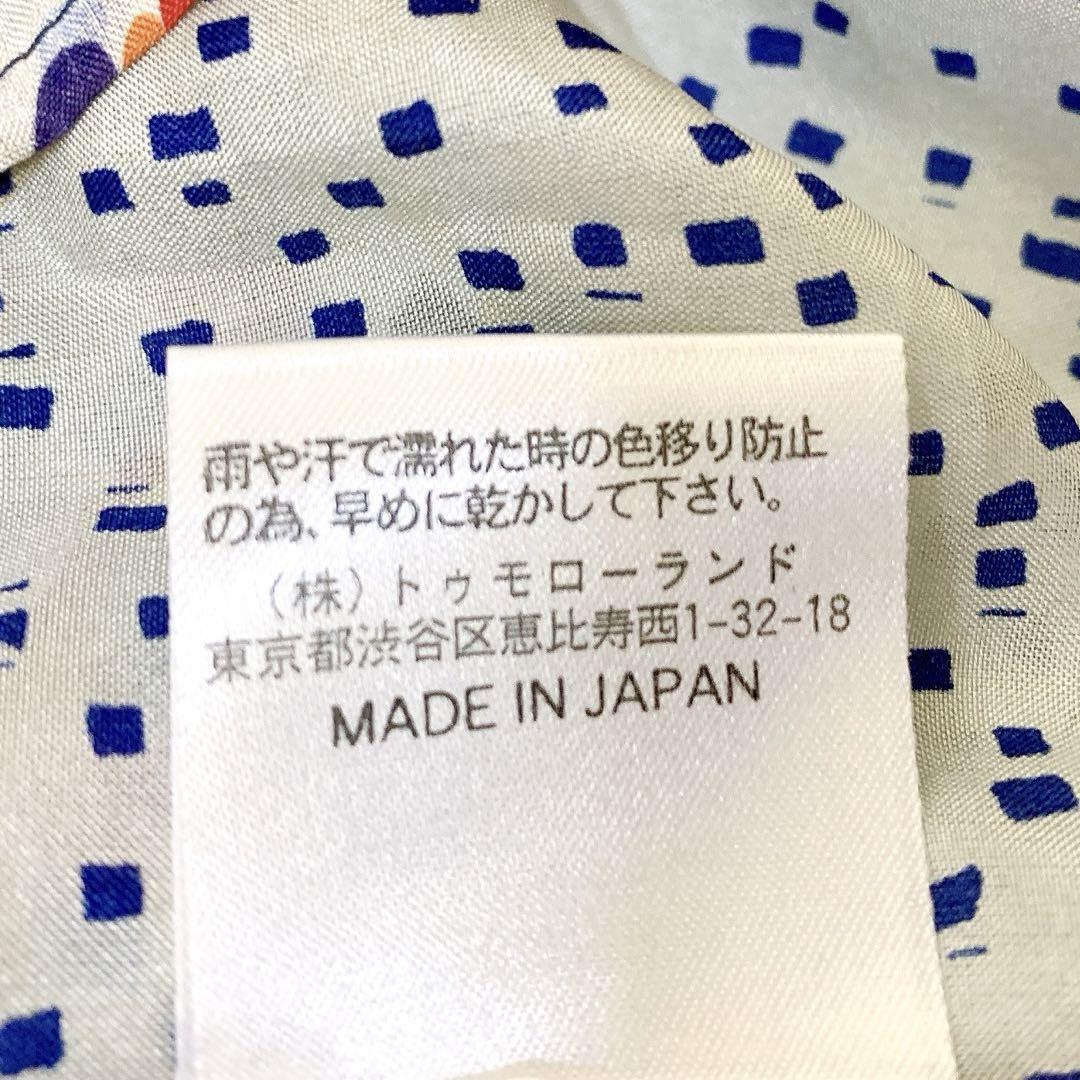 雨や汗で濡れた時の色移り防止
の為、早めに乾かして下さい。
（株）トゥモローランド
東京都渋谷区恵比寿西1-32-18
MADE IN JAPAN